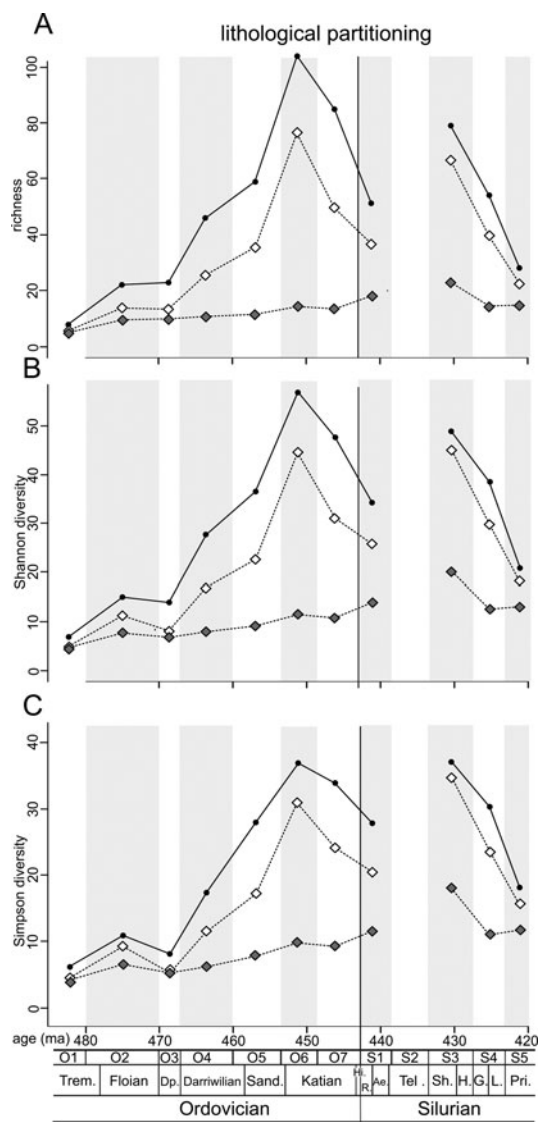 A
lithological partitioning
richness
100
80
60
40
20
0
B
Shannon diversity
50
40
30
20
10
0
C
Simpson diversity
40
30
20
10
0
age (ma) 480 470 460 450 440 430 420
O1 O2 O3 O4 O5 O6 O7 S1 S2 S3 S4 S5
Trem. Floian Dp. Darriwilian Sand. Katian Hi. R. Ae. Tel . Sh. H. G. L. Pri.
Ordovician Silurian